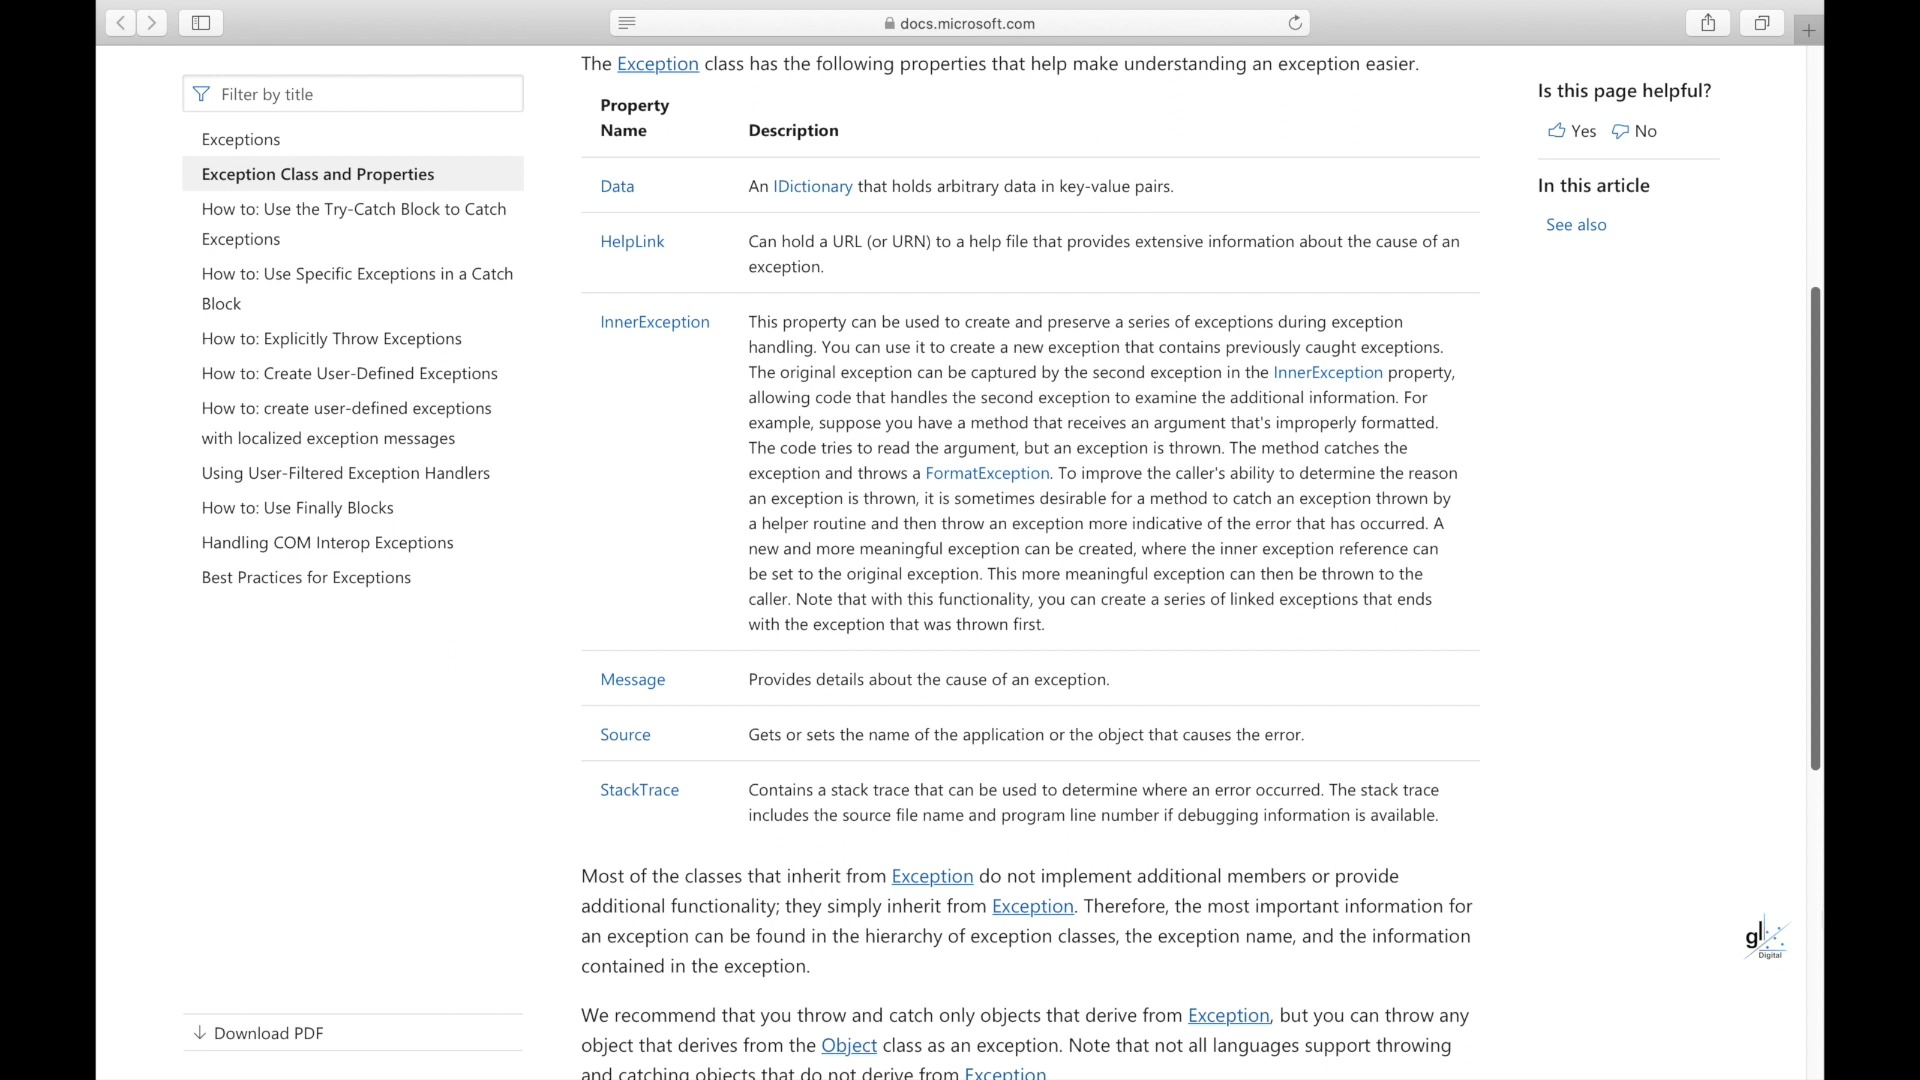 docs.microsoft.com
Filter by title
Exceptions
Exception Class and Properties
How to: Use the Try-Catch Block to Catch
Exceptions
How to: Use Specific Exceptions in a Catch
Block
How to: Explicitly Throw Exceptions
How to: Create User-Defined Exceptions
How to: create user-defined exceptions
with localized exception messages
Using User-Filtered Exception Handlers
How to: Use Finally Blocks
Handling COM Interop Exceptions
Best Practices for Exceptions
Download PDF
The Exception class has the following properties that help make understanding an exception easier.
Property
Name
Description
Data
An IDictionary that holds arbitrary data in key-value pairs.
HelpLink
Can hold a URL (or URN) to a help file that provides extensive information about the cause of an
exception.
InnerException
This property can be used to create and preserve a series of exceptions during exception
handling. You can use it to create a new exception that contains previously caught exceptions.
The original exception can be captured by the second exception in the InnerException property,
allowing code that handles the second exception to examine the additional information. For
example, suppose you have a method that receives an argument that's improperly formatted.
The code tries to read the argument, but an exception is thrown. The method catches the
exception and throws a FormatException. To improve the caller's ability to determine the reason
an exception is thrown, it is sometimes desirable for a method to catch an exception thrown by
a helper routine and then throw an exception more indicative of the error that has occurred. A
new and more meaningful exception can be created, where the inner exception reference can
be set to the original exception. This more meaningful exception can then be thrown to the
caller. Note that with this functionality, you can create a series of linked exceptions that ends
with the exception that was thrown first.
Message
Provides details about the cause of an exception.
Source
Gets or sets the name of the application or the object that causes the error.
StackTrace
Contains a stack trace that can be used to determine where an error occurred. The stack trace
includes the source file name and program line number if debugging information is available.
Most of the classes that inherit from Exception do not implement additional members or provide
additional functionality; they simply inherit from Exception. Therefore, the most important information for
an exception can be found in the hierarchy of exception classes, the exception name, and the information
contained in the exception.
We recommend that you throw and catch only objects that derive from Exception, but you can throw any
object that derives from the Object class as an exception. Note that not all languages support throwing
and catching objects that do not derive from Exception.
Is this page helpful?
Yes No
In this article
See also
gl
Digital